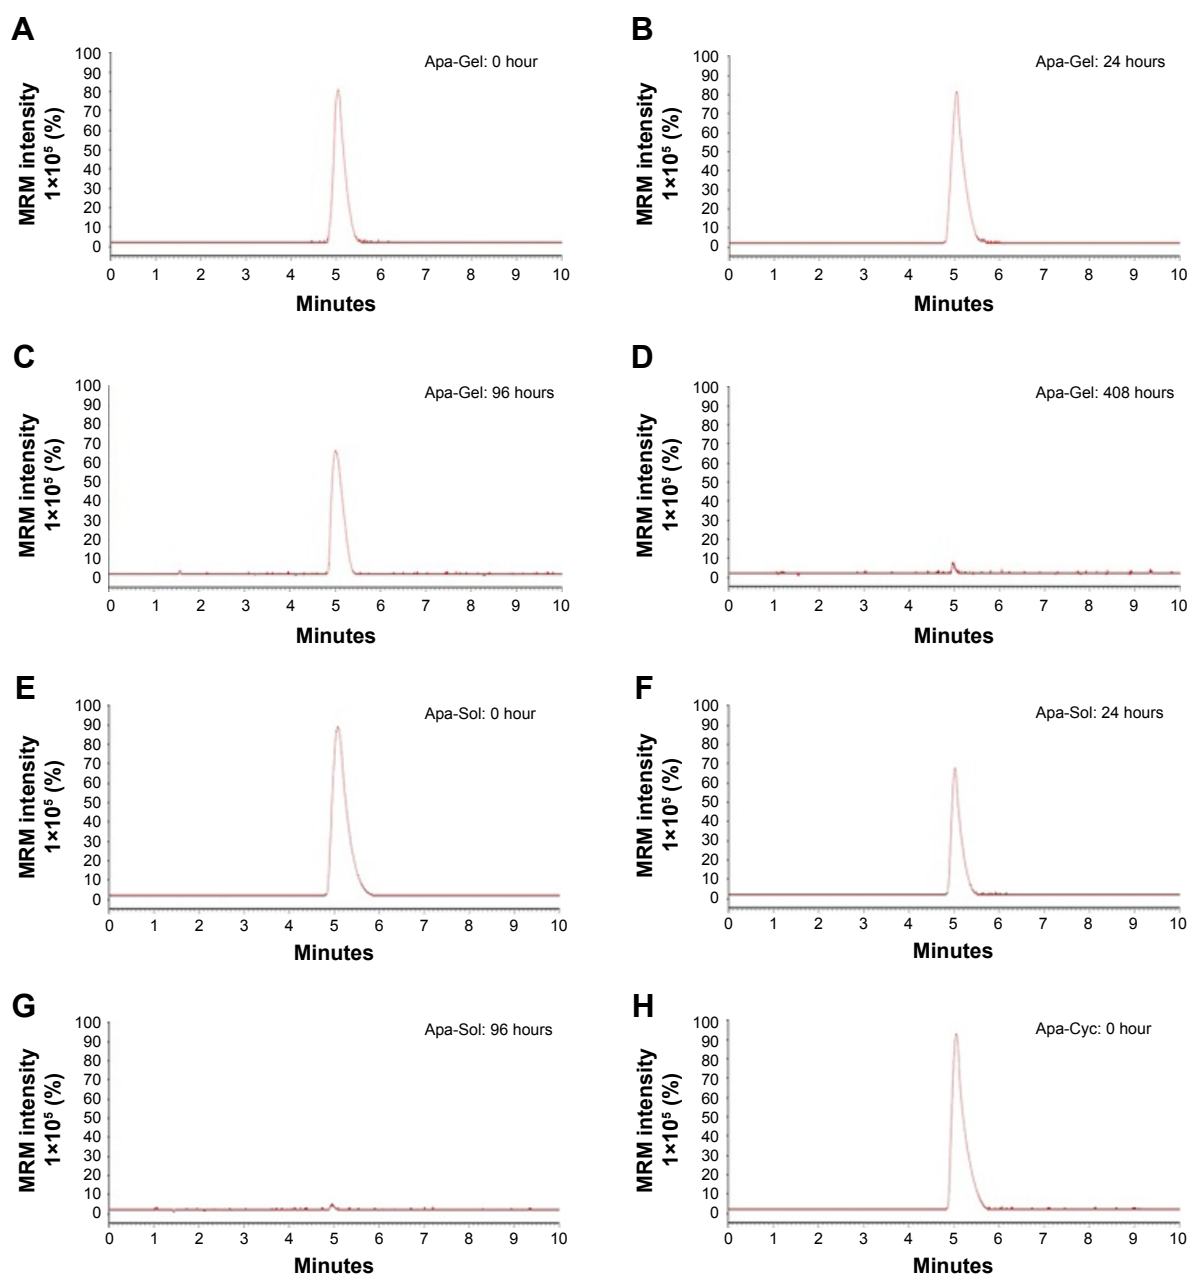 A
Apa-Gel: 0 hour
MRM intensity
1×10⁵ (%)
100
90
80
70
60
50
40
30
20
10
0
0 1 2 3 4 5 6 7 8 9 10
Minutes
B
Apa-Gel: 24 hours
MRM intensity
1×10⁵ (%)
100
90
80
70
60
50
40
30
20
10
0
0 1 2 3 4 5 6 7 8 9 10
Minutes
C
Apa-Gel: 96 hours
MRM intensity
1×10⁵ (%)
100
90
80
70
60
50
40
30
20
10
0
0 1 2 3 4 5 6 7 8 9 10
Minutes
D
Apa-Gel: 408 hours
MRM intensity
1×10⁵ (%)
100
90
80
70
60
50
40
30
20
10
0
0 1 2 3 4 5 6 7 8 9 10
Minutes
E
Apa-Sol: 0 hour
MRM intensity
1×10⁵ (%)
100
90
80
70
60
50
40
30
20
10
0
0 1 2 3 4 5 6 7 8 9 10
Minutes
F
Apa-Sol: 24 hours
MRM intensity
1×10⁵ (%)
100
90
80
70
60
50
40
30
20
10
0
0 1 2 3 4 5 6 7 8 9 10
Minutes
G
Apa-Sol: 96 hours
MRM intensity
1×10⁵ (%)
100
90
80
70
60
50
40
30
20
10
0
0 1 2 3 4 5 6 7 8 9 10
Minutes
H
Apa-Cyc: 0 hour
MRM intensity
1×10⁵ (%)
100
90
80
70
60
50
40
30
20
10
0
0 1 2 3 4 5 6 7 8 9 10
Minutes